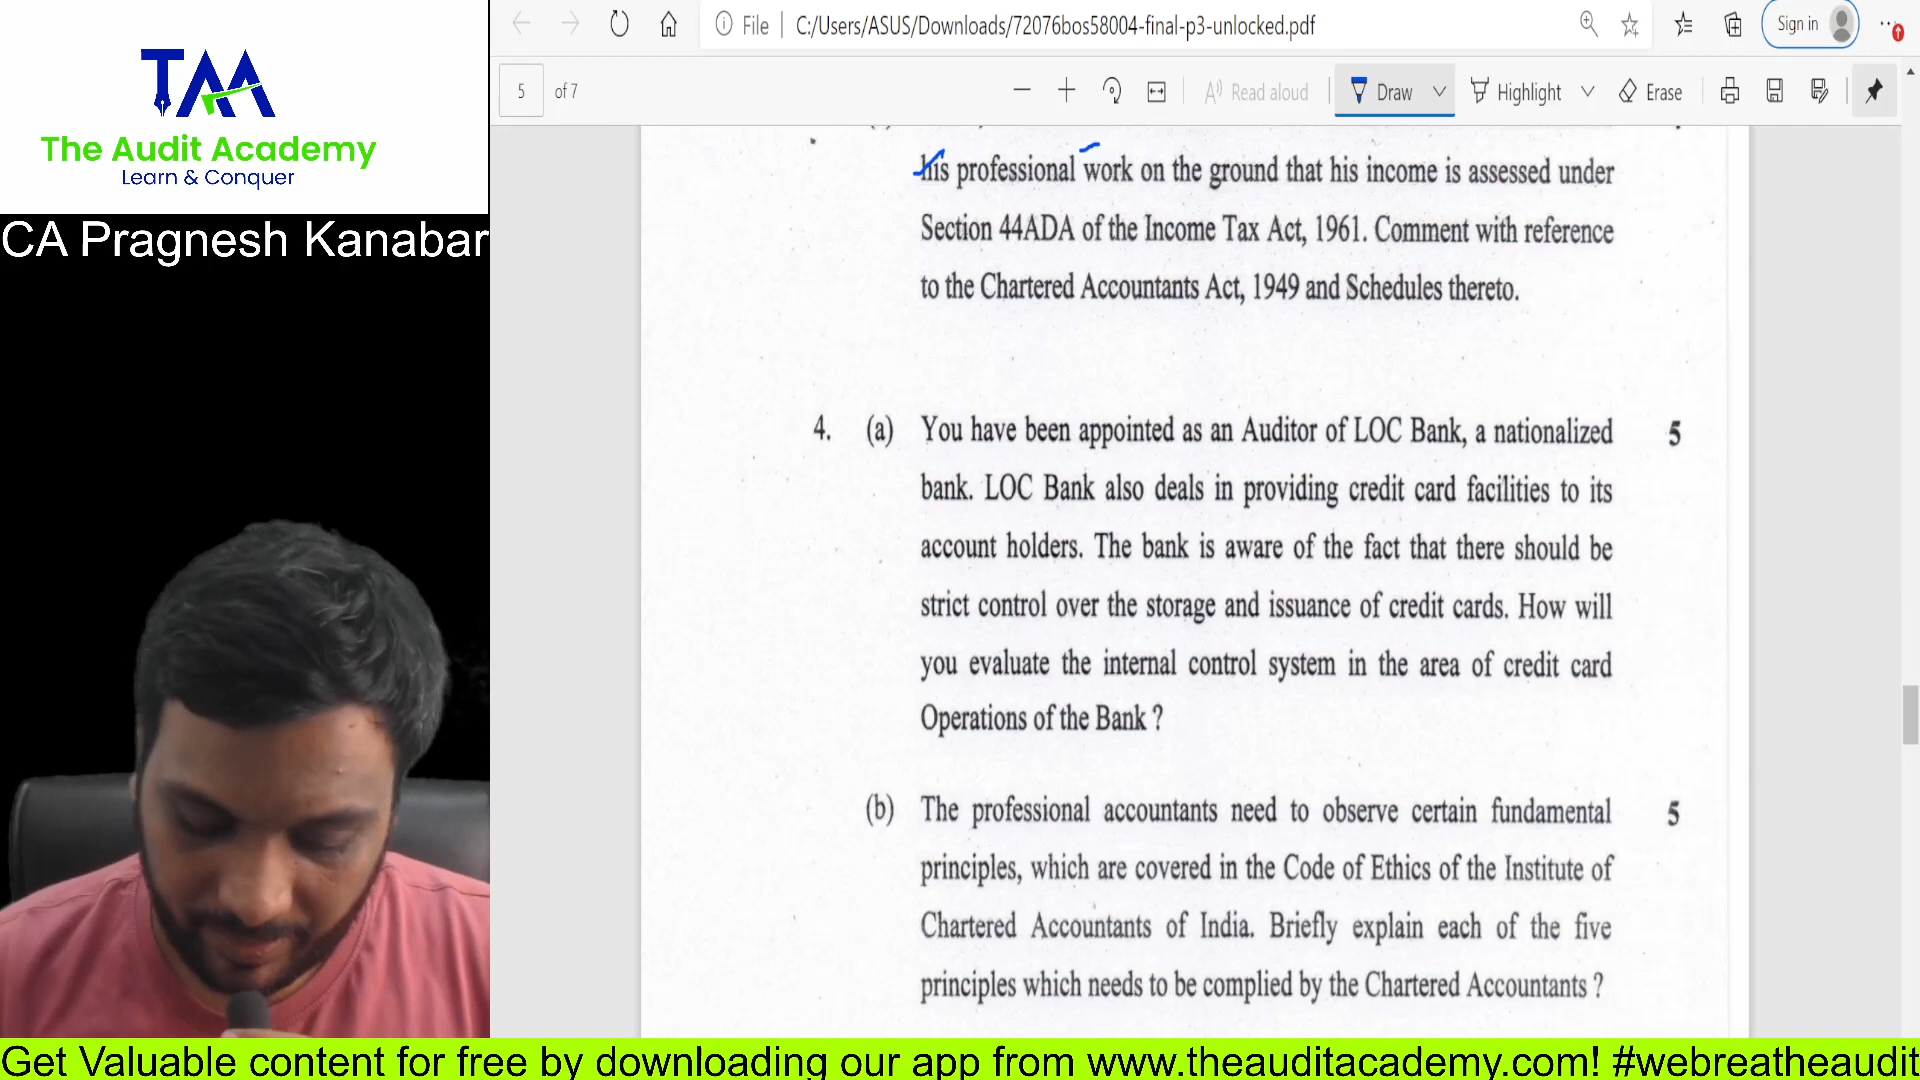 TAA
The Audit Academy
Learn & Conquer
CA Pragnesh Kanabar
File
C:/Users/ASUS/Downloads/72076bos58004-final-p3-unlocked.pdf
Sign in
5 of 7
Read aloud
Draw
Highlight
Erase
his professional work on the ground that his income is assessed under
Section 44ADA of the Income Tax Act, 1961. Comment with reference
to the Chartered Accountants Act, 1949 and Schedules thereto.
4. (a) You have been appointed as an Auditor of LOC Bank, a nationalized 5
bank. LOC Bank also deals in providing credit card facilities to its
account holders. The bank is aware of the fact that there should be
strict control over the storage and issuance of credit cards. How will
you evaluate the internal control system in the area of credit card
Operations of the Bank ?
(b) The professional accountants need to observe certain fundamental 5
principles, which are covered in the Code of Ethics of the Institute of
Chartered Accountants of India. Briefly explain each of the five
principles which needs to be complied by the Chartered Accountants ?
Get Valuable content for free by downloading our app from www.theauditacademy.com! #webreatheaudit